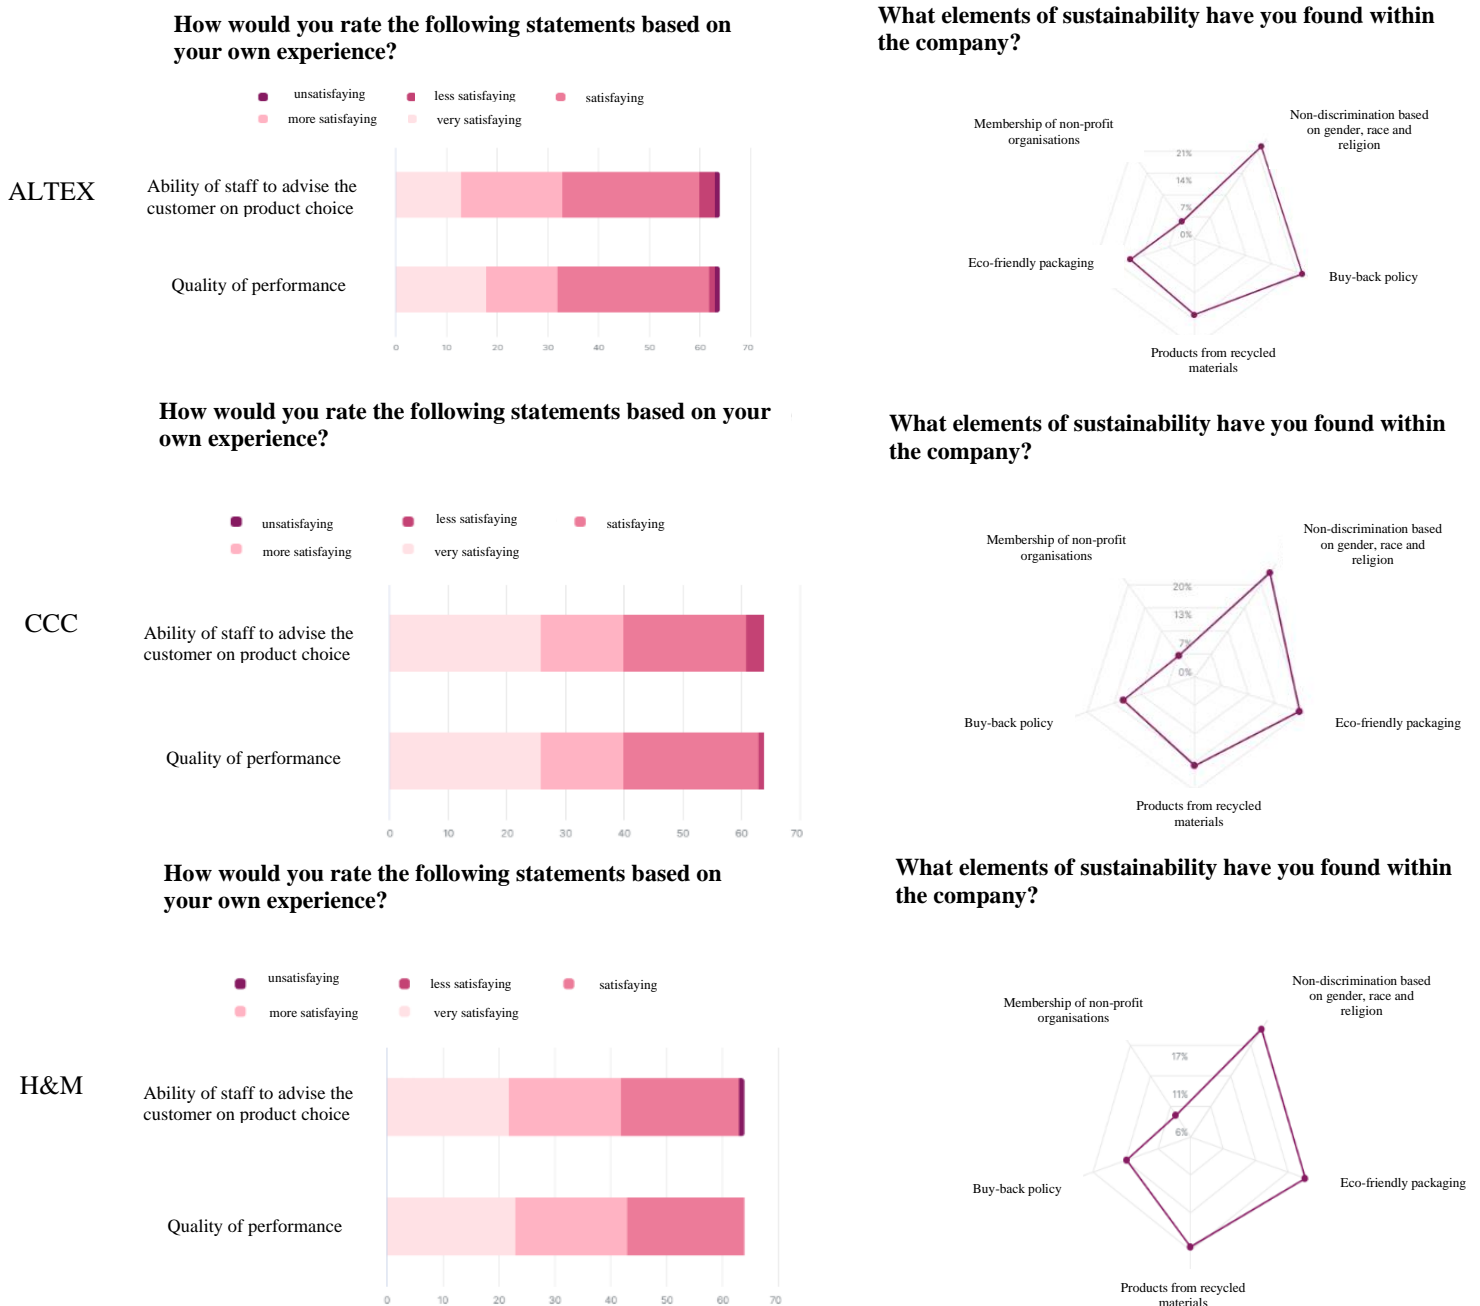 How would you rate the following statements based on
your own experience?
unsatisfaying
less satisfaying
satisfaying
more satisfaying
very satisfaying
ALTEX
Ability of staff to advise the
customer on product choice
Quality of performance
0 10 20 30 40 50 60 70
What elements of sustainability have you found within
the company?
Membership of non-profit
organisations
Non-discrimination based
on gender, race and
religion
21%
14%
7%
0%
Eco-friendly packaging
Buy-back policy
Products from recycled
materials
How would you rate the following statements based on your
own experience?
unsatisfaying
less satisfaying
satisfaying
more satisfaying
very satisfaying
CCC
Ability of staff to advise the
customer on product choice
Quality of performance
0 10 20 30 40 50 60 70
What elements of sustainability have you found within
the company?
Membership of non-profit
organisations
Non-discrimination based
on gender, race and
religion
20%
13%
7%
0%
Buy-back policy
Eco-friendly packaging
Products from recycled
materials
How would you rate the following statements based on
your own experience?
unsatisfaying
less satisfaying
satisfaying
more satisfaying
very satisfaying
H&M
Ability of staff to advise the
customer on product choice
Quality of performance
0 10 20 30 40 50 60 70
What elements of sustainability have you found within
the company?
Membership of non-profit
organisations
Non-discrimination based
on gender, race and
religion
17%
11%
6%
Buy-back policy
Eco-friendly packaging
Products from recycled
materials